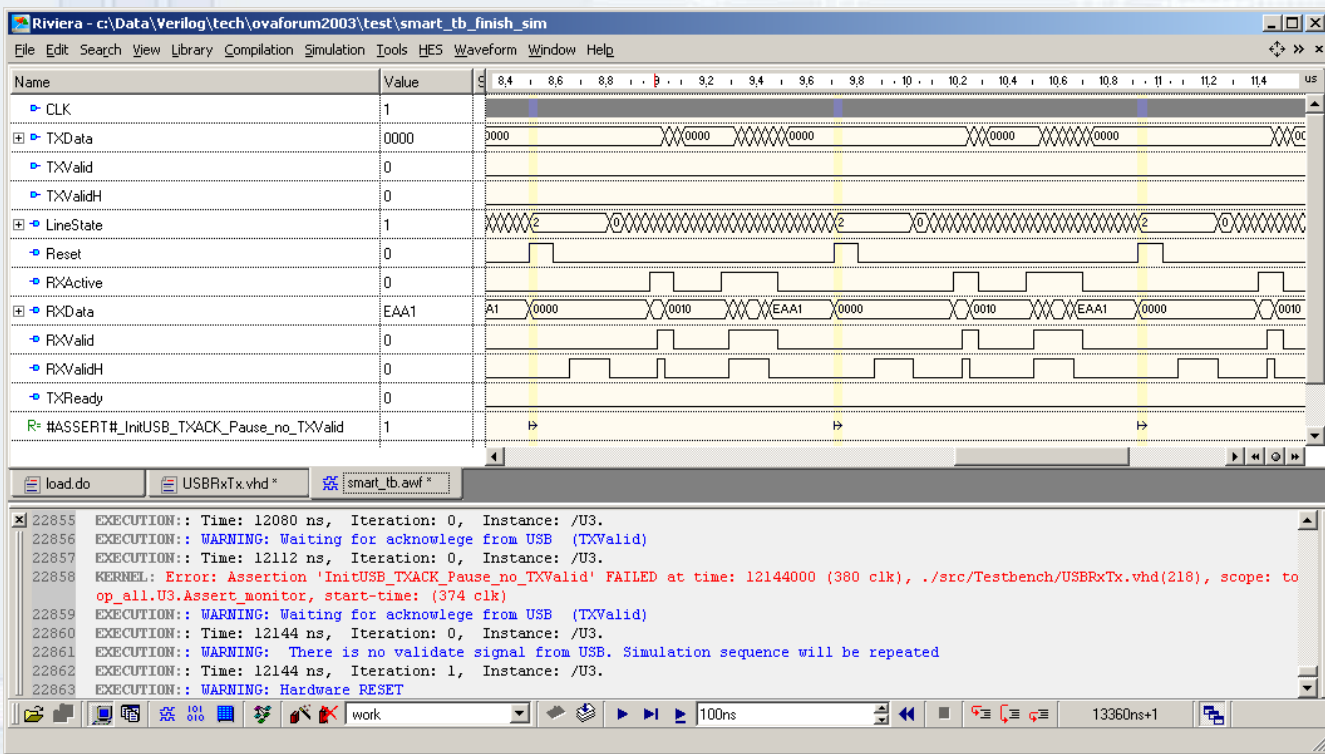 Riviera - c:\Data\Verilog\tech\ovaforum2003\test\smart_tb_finish_sim
File Edit Search View Library Compilation Simulation Tools HES Waveform Window Help
Name Value S 8,4 8,6 8,8 9 9,2 9,4 9,6 9,8 10 10,2 10,4 10,6 10,8 11 11,2 11,4 us
CLK 1
TXData 0000 0000 0000 0000 0000 0000 00
TXValid 0
TXValidH 0
LineState 1 2 0 2 0 2 0
Reset 0
RXActive 0
RXData EAA1 A1 0000 0010 EAA1 0000 0010 EAA1 0000 0010
RXValid 0
RXValidH 0
TXReady 0
R= #ASSERT#_InitUSB_TXACK_Pause_no_TXValid 1
load.do USBRxTx.vhd * smart_tb.awf *
22855 EXECUTION:: Time: 12080 ns, Iteration: 0, Instance: /U3.
22856 EXECUTION:: WARNING: Waiting for acknowlege from USB (TXValid)
22857 EXECUTION:: Time: 12112 ns, Iteration: 0, Instance: /U3.
22858 KERNEL: Error: Assertion 'InitUSB_TXACK_Pause_no_TXValid' FAILED at time: 12144000 (380 clk), ./src/Testbench/USBRxTx.vhd(218), scope: to
op_all.U3.Assert_monitor, start-time: (374 clk)
22859 EXECUTION:: WARNING: Waiting for acknowlege from USB (TXValid)
22860 EXECUTION:: Time: 12144 ns, Iteration: 0, Instance: /U3.
22861 EXECUTION:: WARNING: There is no validate signal from USB. Simulation sequence will be repeated
22862 EXECUTION:: Time: 12144 ns, Iteration: 1, Instance: /U3.
22863 EXECUTION:: WARNING: Hardware RESET
work 100ns 13360ns+1